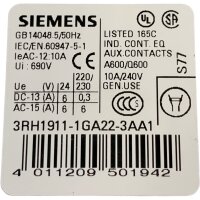 SIEMENS
GB14048.5/50Hz
IEC/EN 60947-5-1
IeAC-12:10A
Ui: 690V
Ue (V) 24 220/230
DC-13 (A) 6 0,3
AC-15 (A) 6 6
LISTED 165C
IND. CONT. EQ
AUX.CONTACTS
A600/Q600
10A/240V
GEN.USE
S77
3RH1911-1GA22-3AA1
4 011209 501942